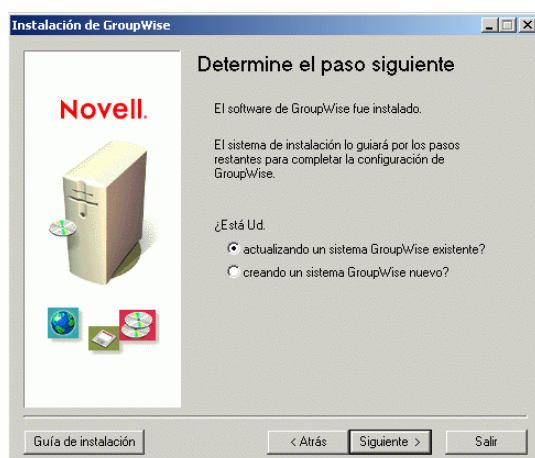 Instalación de GroupWise
Determine el paso siguiente
Novell.
El software de GroupWise fue instalado.
El sistema de instalación lo guiará por los pasos
restantes para completar la configuración de
GroupWise.
¿Está Ud.
actualizando un sistema GroupWise existente?
creando un sistema GroupWise nuevo?
Guía de instalación
< Atrás
Siguiente >
Salir